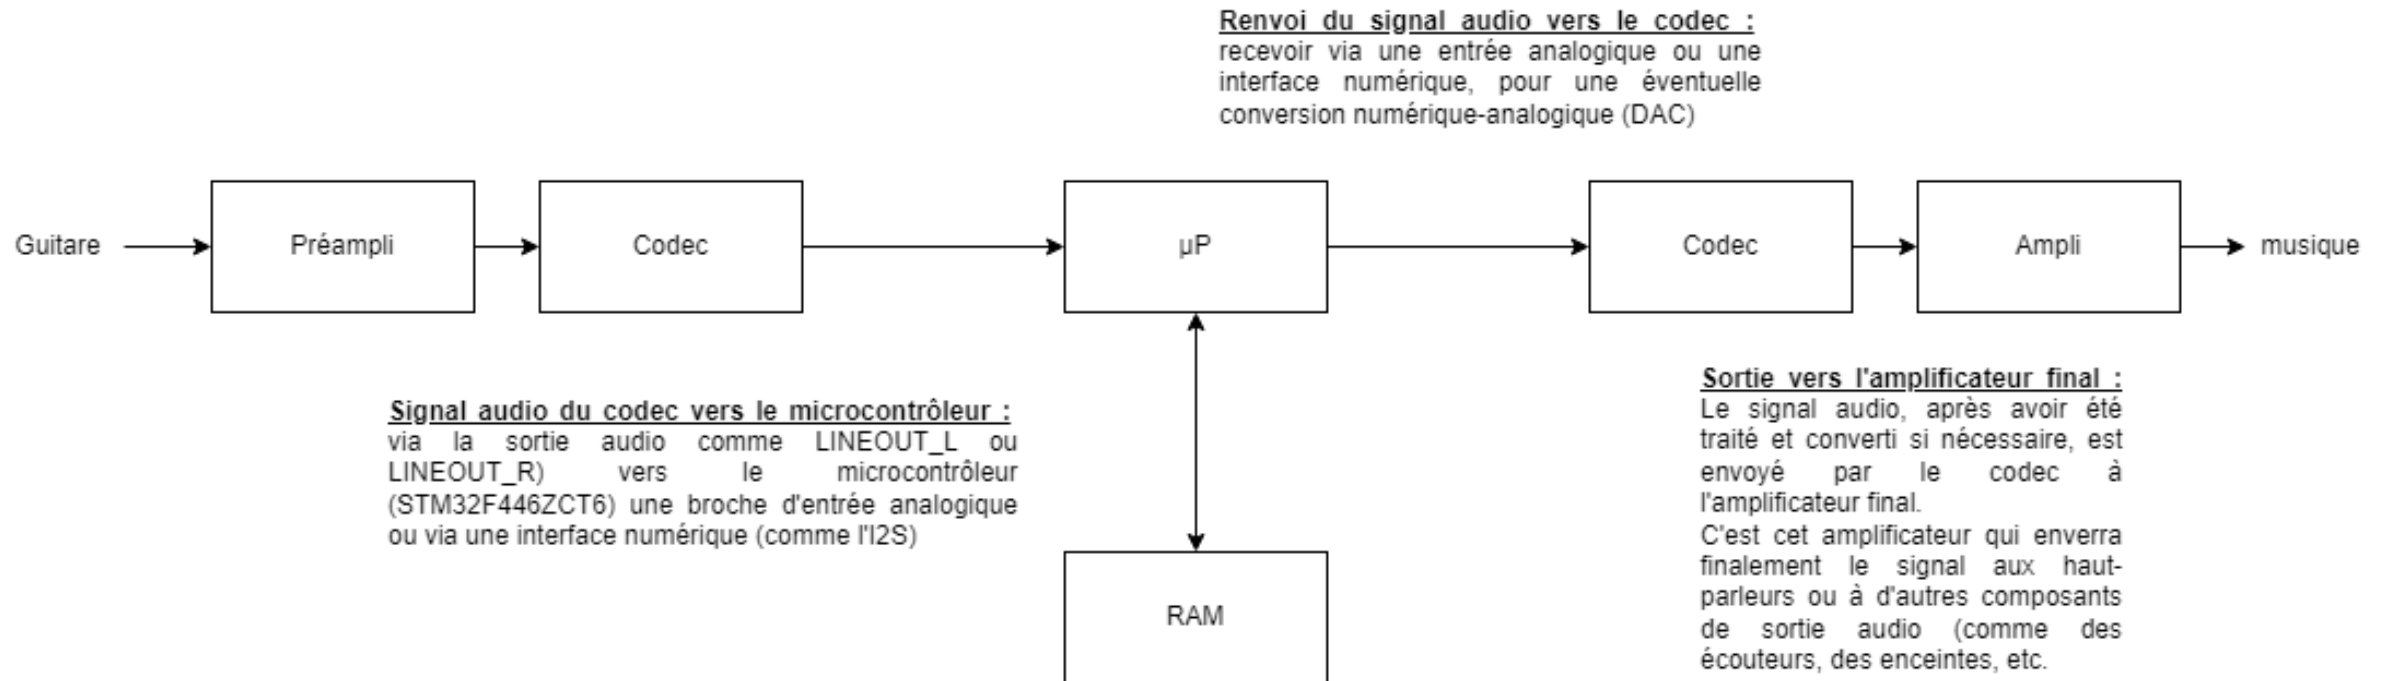 Renvoi du signal audio vers le codec :
recevoir via une entrée analogique ou une
interface numérique, pour une éventuelle
conversion numérique-analogique (DAC)
Guitare
Préampli
Codec
µP
Codec
Ampli
musique
Signal audio du codec vers le microcontrôleur :
via la sortie audio comme LINEOUT_L ou
LINEOUT_R) vers le microcontrôleur
(STM32F446ZCT6) une broche d'entrée analogique
ou via une interface numérique (comme l'I2S)
RAM
Sortie vers l'amplificateur final :
Le signal audio, après avoir été
traité et converti si nécessaire, est
envoyé par le codec à
l'amplificateur final.
C'est cet amplificateur qui enverra
finalement le signal aux haut-
parleurs ou à d'autres composants
de sortie audio (comme des
écouteurs, des enceintes, etc.